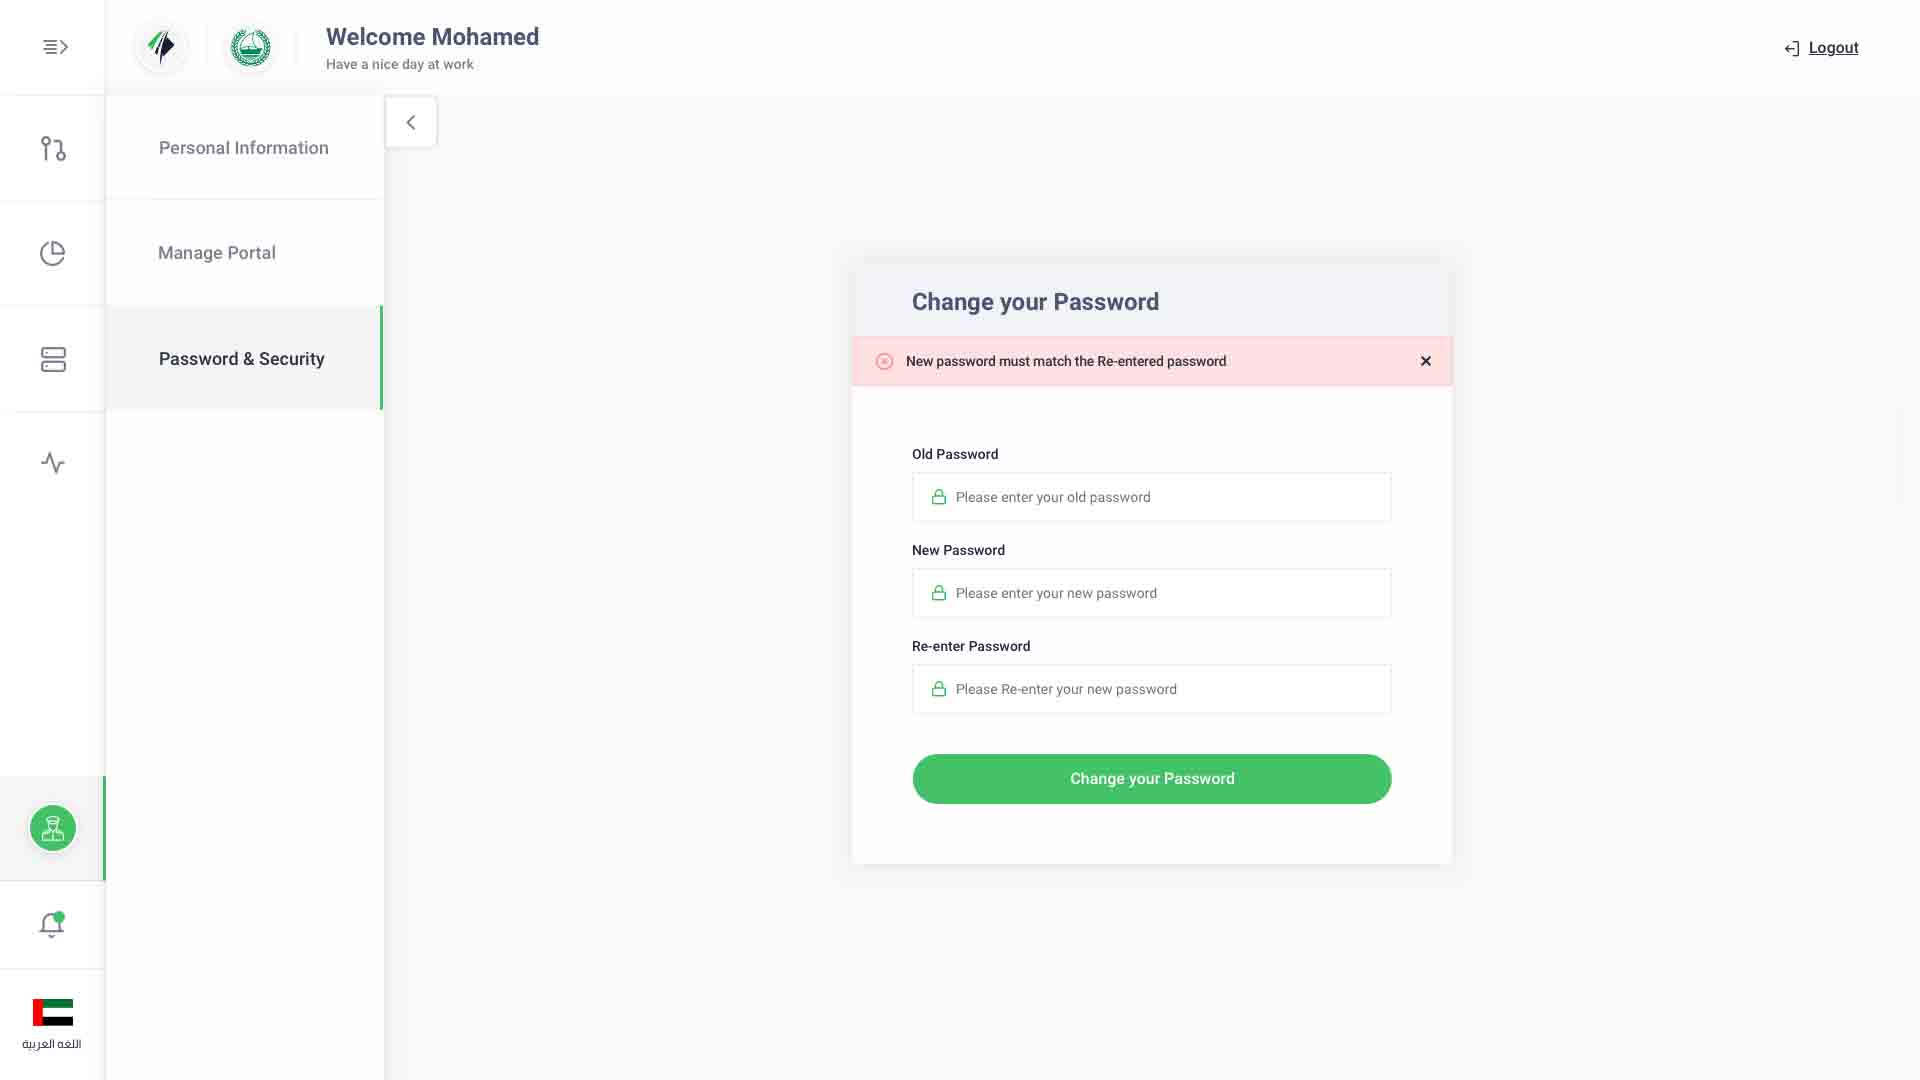 Welcome Mohamed
Have a nice day at work
Logout
Personal Information
Manage Portal
Password & Security
Change your Password
New password must match the Re-entered password
Old Password
Please enter your old password
New Password
Please enter your new password
Re-enter Password
Please Re-enter your new password
Change your Password
اللغه العربية